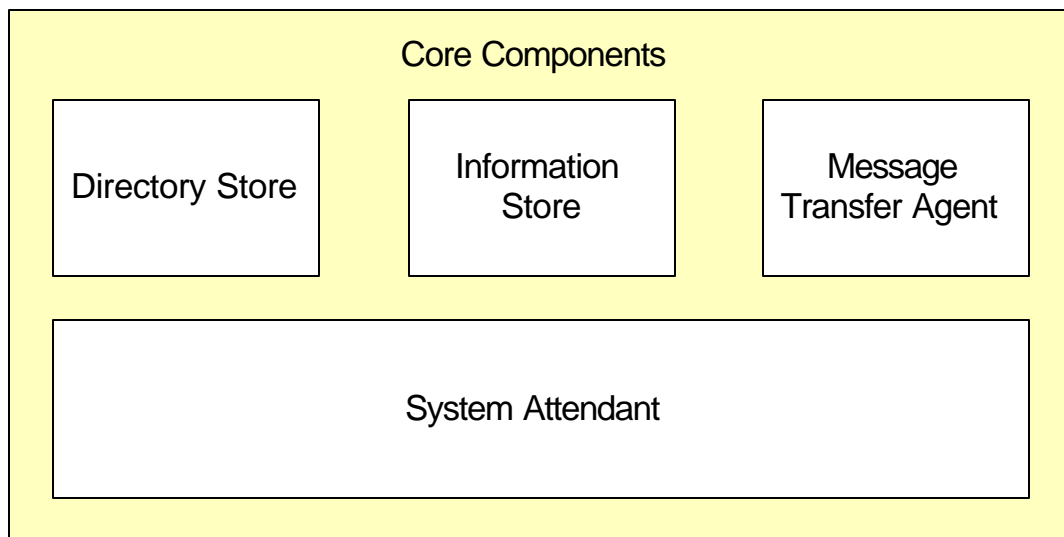 Core Components
Directory Store
Information
Store
Message
Transfer Agent
System Attendant